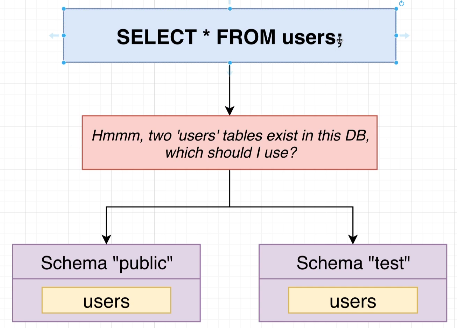 SELECT * FROM users;
Hmmm, two 'users' tables exist in this DB,
which should I use?
Schema "public"
Schema "test"
users
users